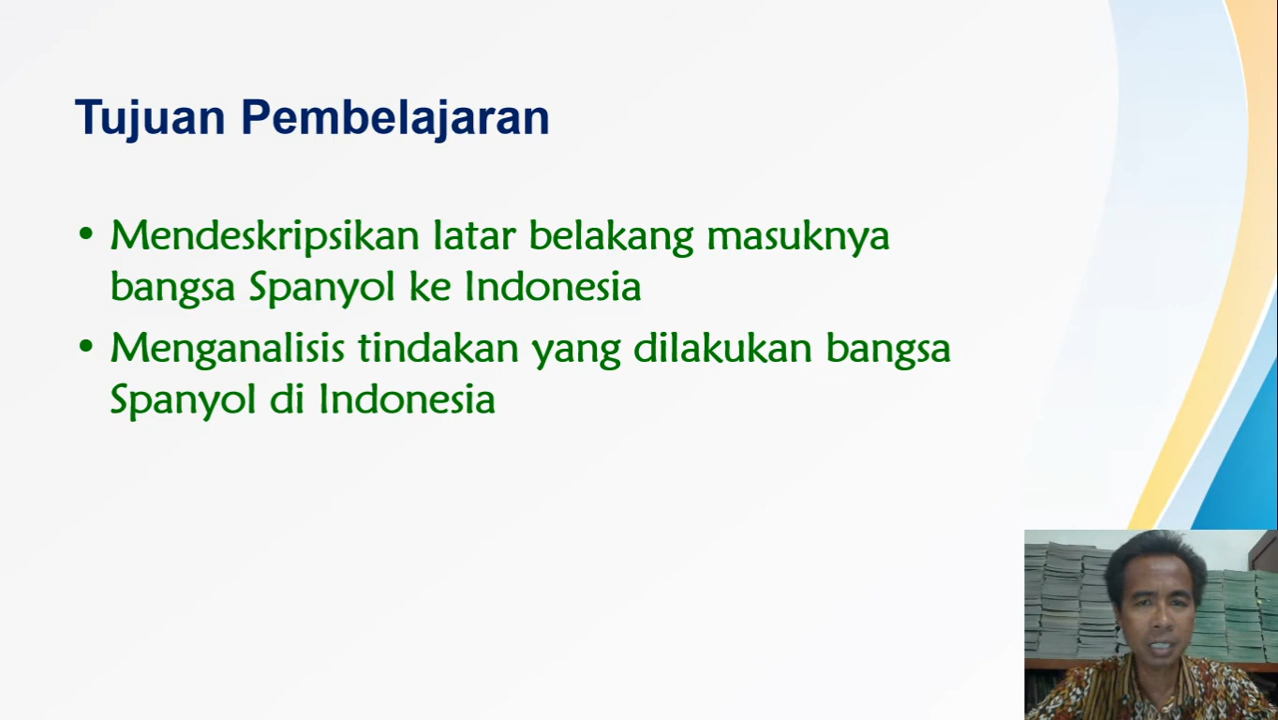 Tujuan Pembelajaran
• Mendeskripsikan latar belakang masuknya
bangsa Spanyol ke Indonesia
• Menganalisis tindakan yang dilakukan bangsa
Spanyol di Indonesia